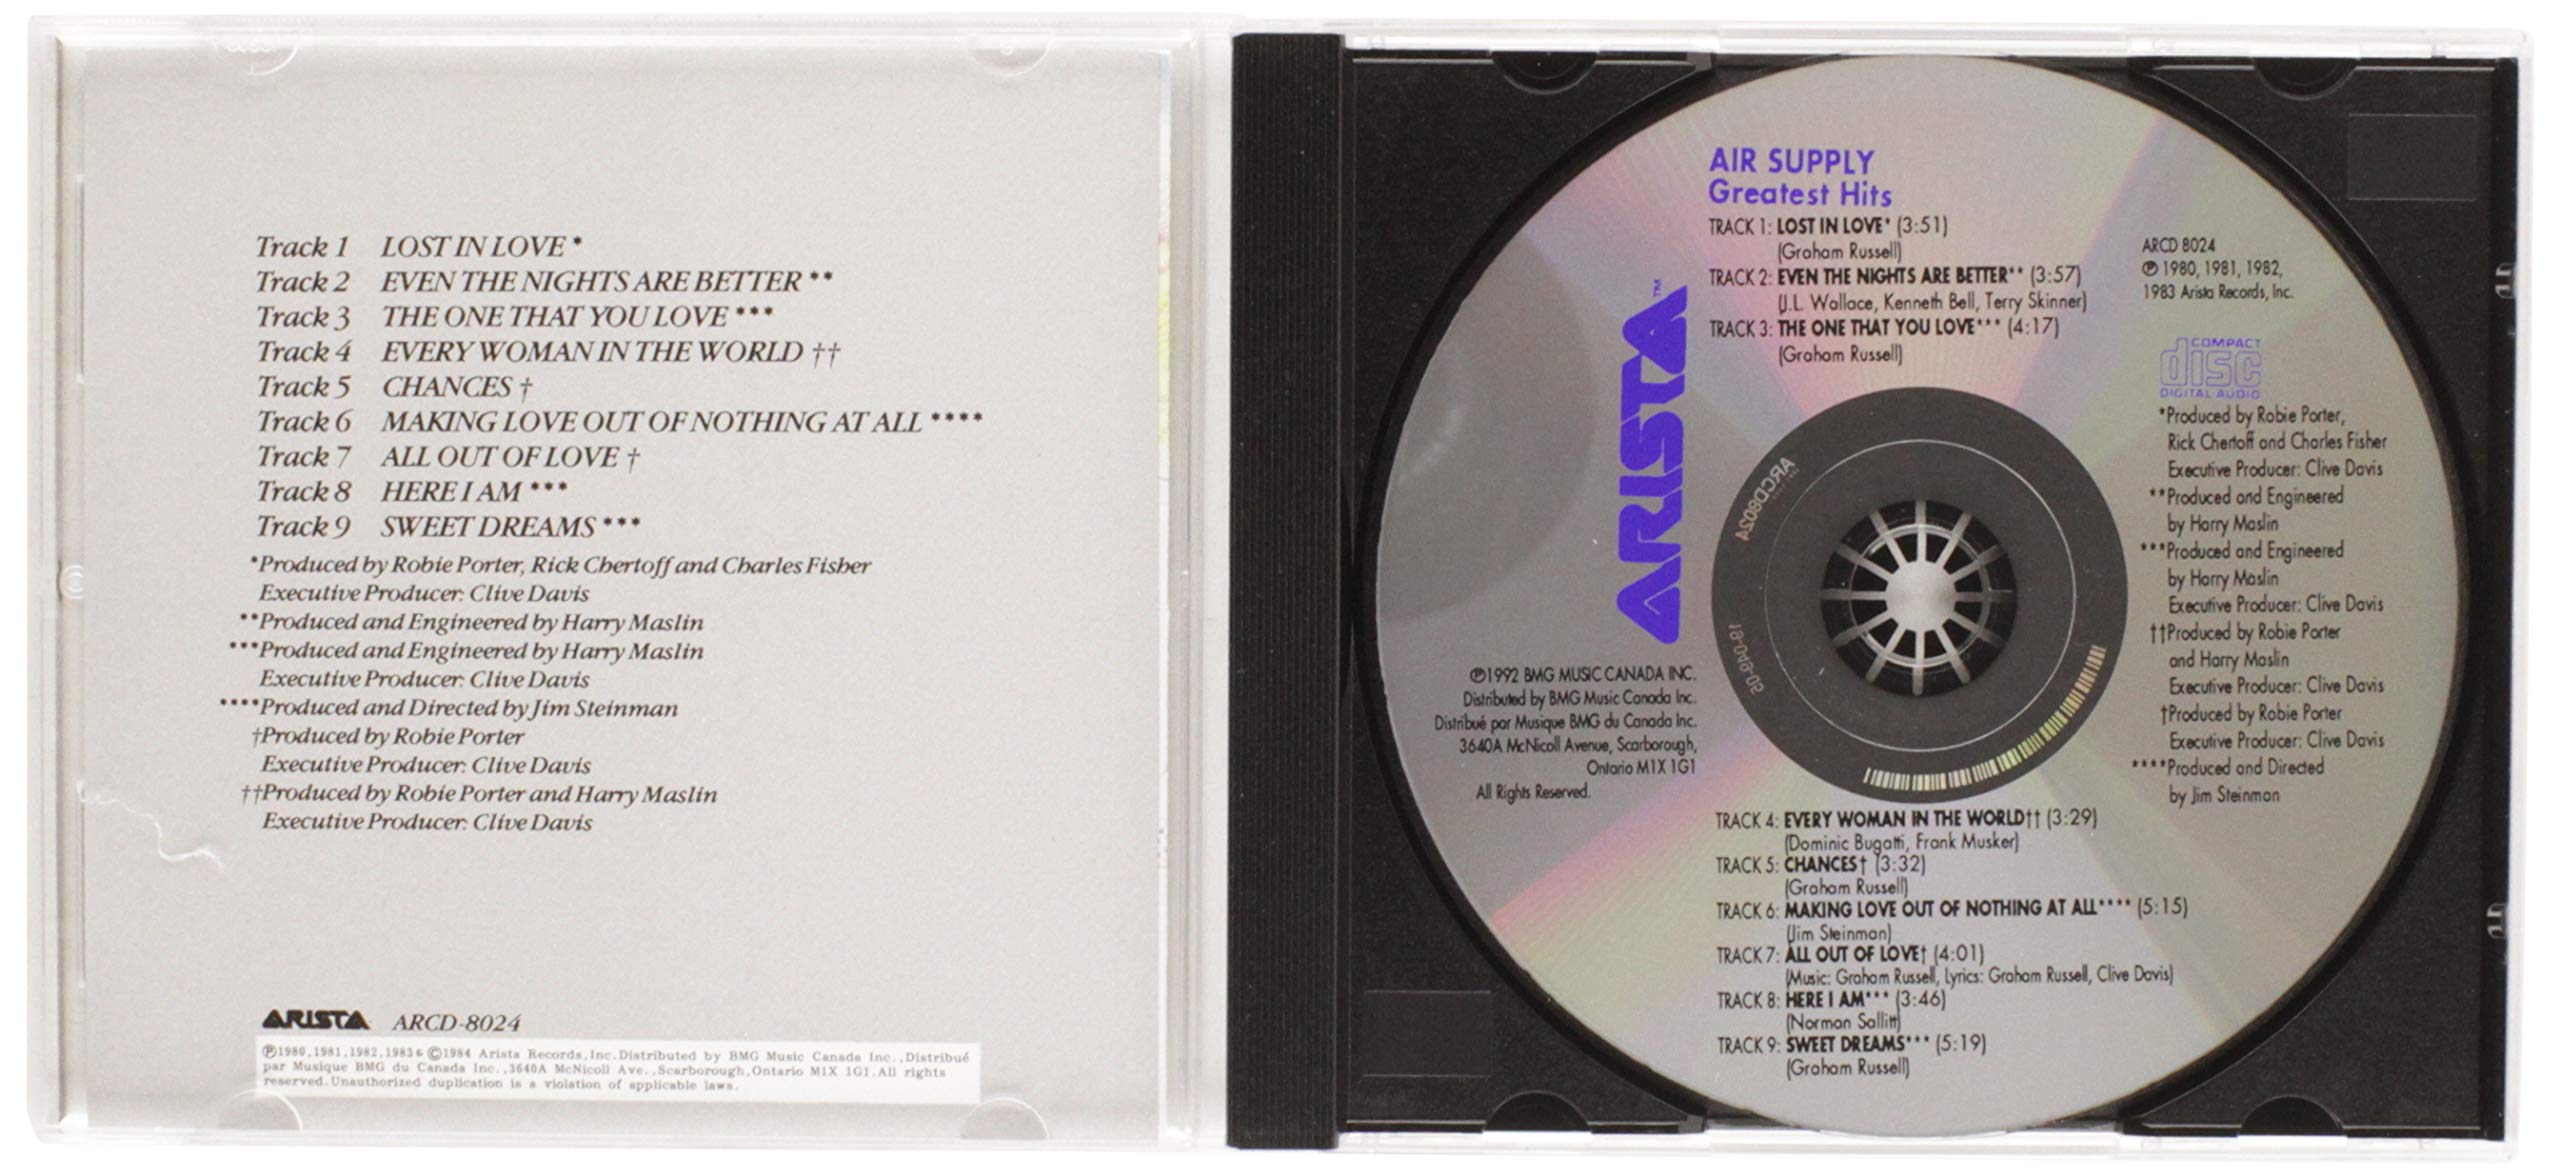 Track 1 LOST IN LOVE *
Track 2 EVEN THE NIGHTS ARE BETTER **
Track 3 THE ONE THAT YOU LOVE ***
Track 4 EVERY WOMAN IN THE WORLD ††
Track 5 CHANCES †
Track 6 MAKING LOVE OUT OF NOTHING AT ALL ****
Track 7 ALL OUT OF LOVE †
Track 8 HERE I AM ***
Track 9 SWEET DREAMS ***
*Produced by Robie Porter, Rick Chertoff and Charles Fisher
Executive Producer: Clive Davis
**Produced and Engineered by Harry Maslin
***Produced and Engineered by Harry Maslin
Executive Producer: Clive Davis
****Produced and Directed by Jim Steinman
†Produced by Robie Porter
Executive Producer: Clive Davis
††Produced by Robie Porter and Harry Maslin
Executive Producer: Clive Davis
ARISTA ARCD-8024
℗1980,1981,1982,1983& ©1984 Arista Records,Inc.Distributed by BMG Music Canada Inc.,Distribué
par Musique BMG du Canada Inc.,3640A McNicoll Ave.,Scarborough,Ontario M1X 1G1.All rights
reserved.Unauthorized duplication is a violation of applicable laws.
AIR SUPPLY
Greatest Hits
TRACK 1: LOST IN LOVE* (3:51)
(Graham Russell)
TRACK 2: EVEN THE NIGHTS ARE BETTER** (3:57)
(J.L. Wallace, Kenneth Bell, Terry Skinner)
TRACK 3: THE ONE THAT YOU LOVE*** (4:17)
(Graham Russell)
ARISTA™
℗1992 BMG MUSIC CANADA INC.
Distributed by BMG Music Canada Inc.
Distribué par Musique BMG du Canada Inc.
3640A McNicoll Avenue, Scarborough,
Ontario M1X 1G1
All Rights Reserved.
ARCD8024
ARCD 8024
℗ 1980, 1981, 1982,
1983 Arista Records, Inc.
COMPACT
disc
DIGITAL AUDIO
*Produced by Robie Porter,
Rick Chertoff and Charles Fisher
Executive Producer: Clive Davis
**Produced and Engineered
by Harry Maslin
***Produced and Engineered
by Harry Maslin
Executive Producer: Clive Davis
††Produced by Robie Porter
and Harry Maslin
Executive Producer: Clive Davis
†Produced by Robie Porter
Executive Producer: Clive Davis
****Produced and Directed
by Jim Steinman
TRACK 4: EVERY WOMAN IN THE WORLD†† (3:29)
(Dominic Bugatti, Frank Musker)
TRACK 5: CHANCES† (3:32)
(Graham Russell)
TRACK 6: MAKING LOVE OUT OF NOTHING AT ALL**** (5:15)
(Jim Steinman)
TRACK 7: ALL OUT OF LOVE† (4:01)
(Music: Graham Russell, Lyrics: Graham Russell, Clive Davis)
TRACK 8: HERE I AM*** (3:46)
(Norman Sallitt)
TRACK 9: SWEET DREAMS*** (5:19)
(Graham Russell)